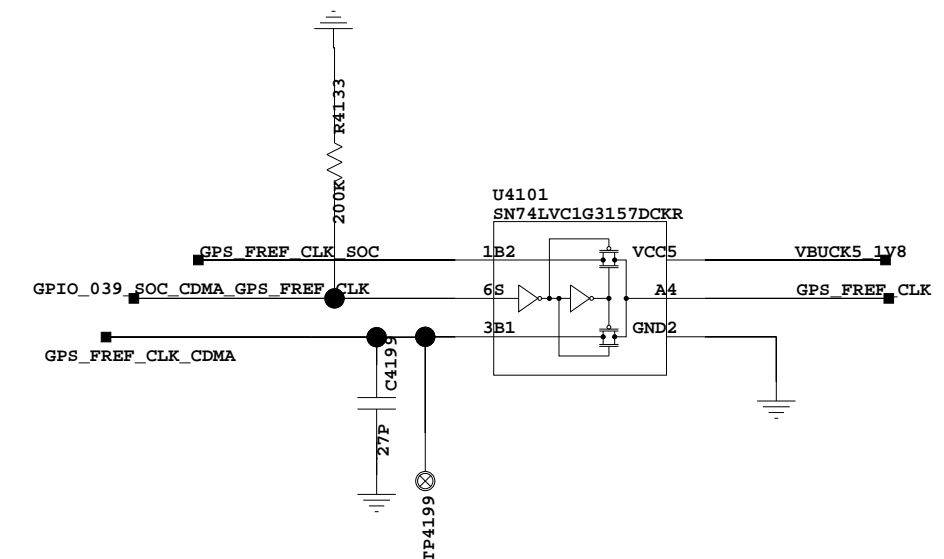 R4133
200K
U4101
SN74LVC1G3157DCKR
GPS_FREF_CLK_SOC
1B2
VCC5
VBUCK5_1V8
GPIO_039_SOC_CDMA_GPS_FREF_CLK
6S
A4
GPS_FREF_CLK
3B1
GND2
GPS_FREF_CLK_CDMA
C4199
27P
TP4199